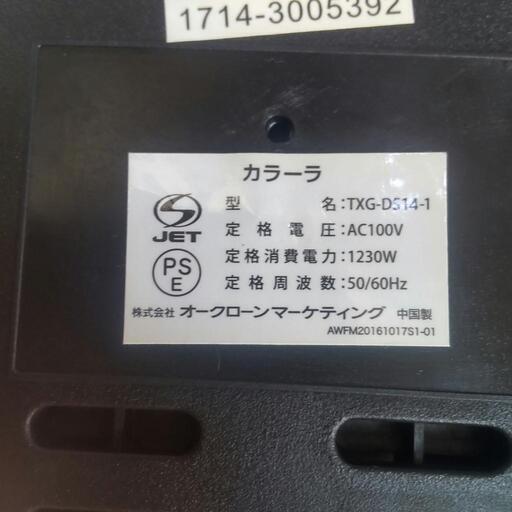 1714-3005392
カラーラ
型 名:TXG-DS14-1
定格電圧:AC100V
定格消費電力:1230W
定格周波数:50/60Hz
S JET
PS E
株式会社 オークローンマーケティング 中国製
AWFM20161017S1-01